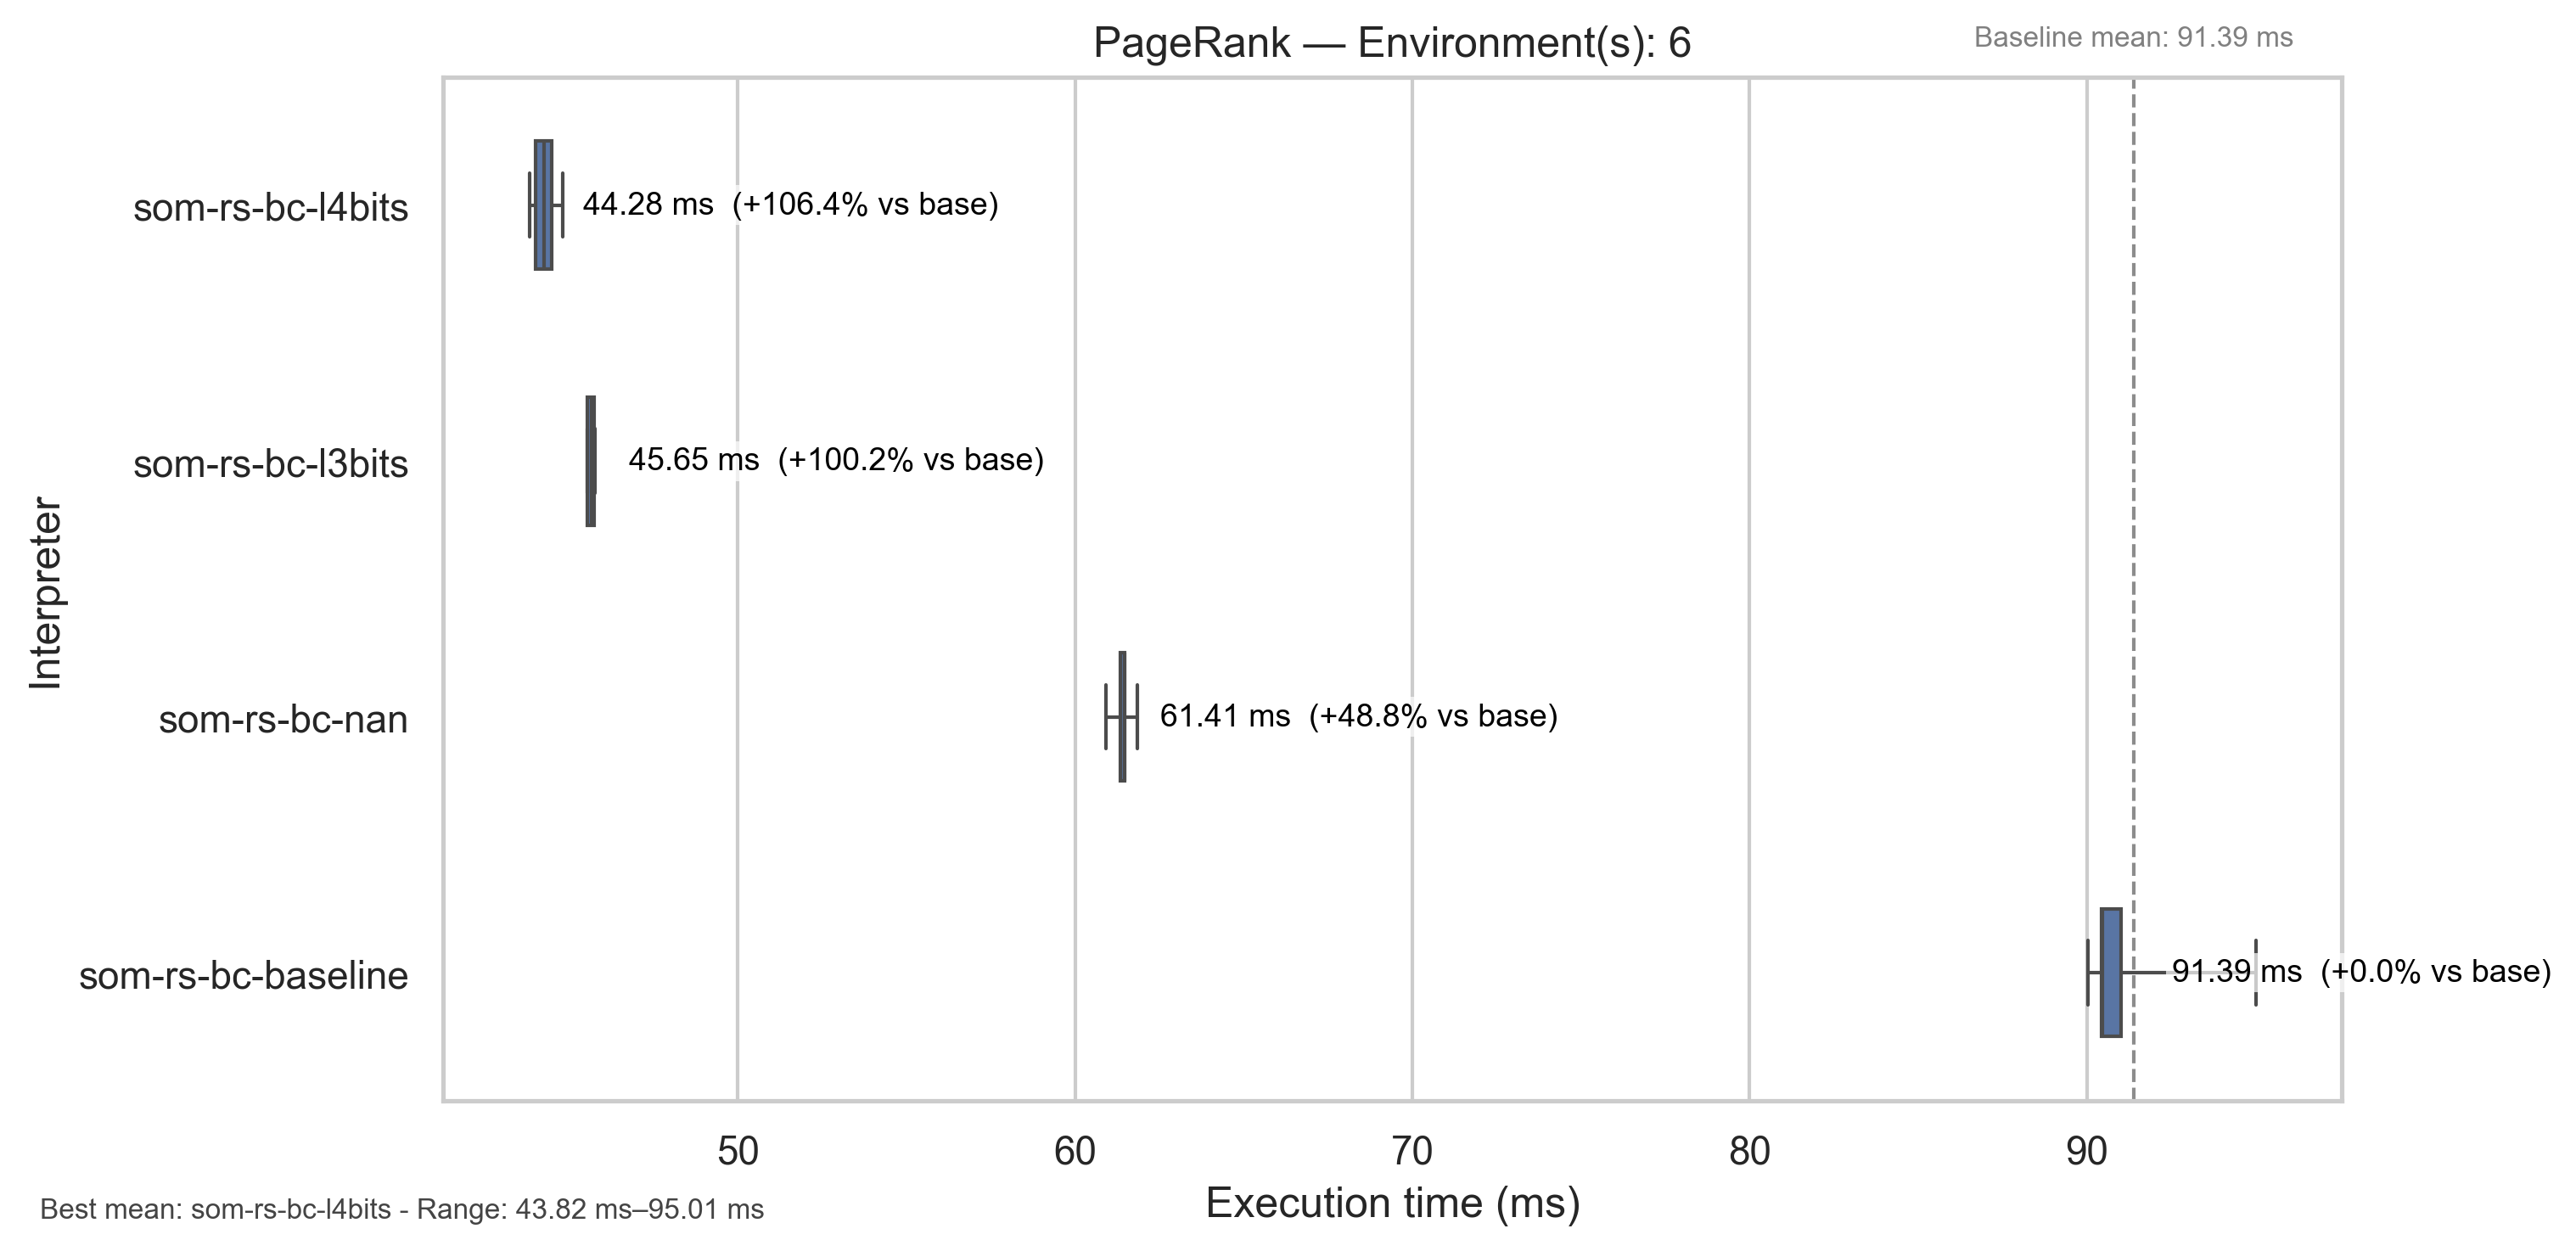 PageRank — Environment(s): 6
Baseline mean: 91.39 ms
Interpreter
som-rs-bc-l4bits
44.28 ms (+106.4% vs base)
som-rs-bc-l3bits
45.65 ms (+100.2% vs base)
som-rs-bc-nan
61.41 ms (+48.8% vs base)
som-rs-bc-baseline
91.39 ms (+0.0% vs base)
50 60 70 80 90
Execution time (ms)
Best mean: som-rs-bc-l4bits - Range: 43.82 ms–95.01 ms